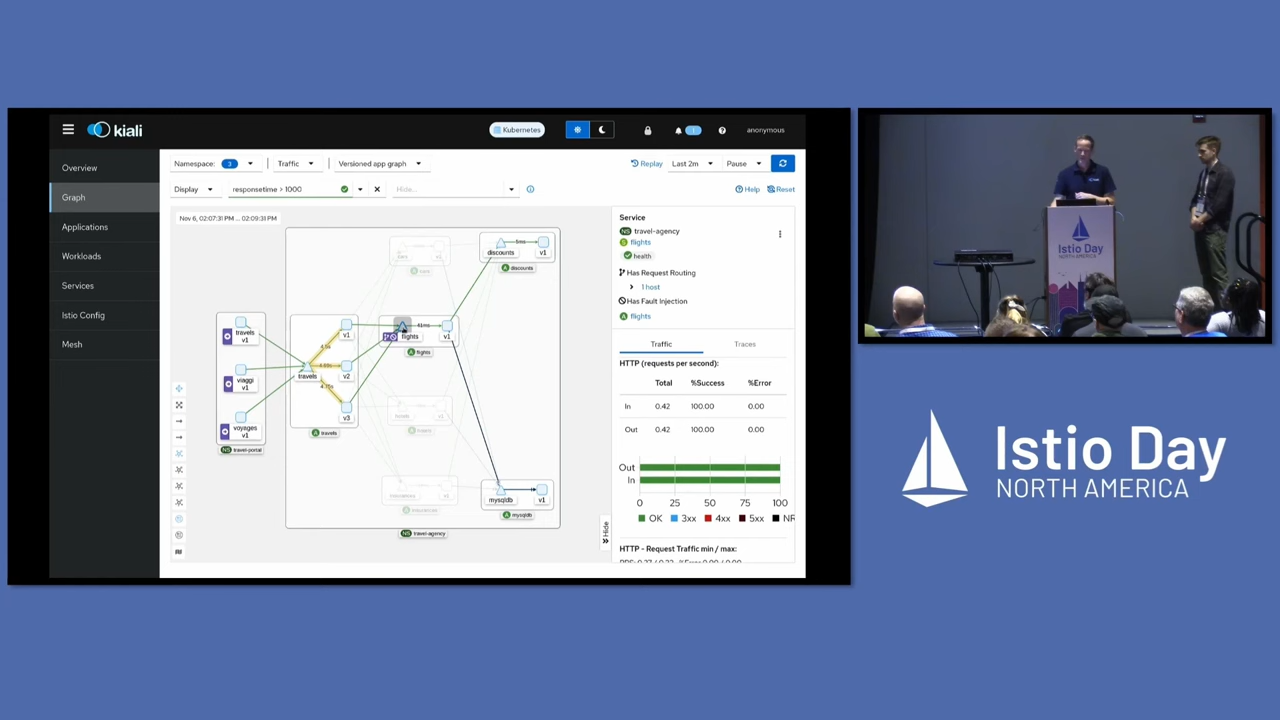 kiali
Kubernetes
1
anonymous
Overview
Graph
Applications
Workloads
Services
Istio Config
Mesh
Namespace: 3
Traffic
Versioned app graph
Replay
Last 2m
Pause
Display
responsetime > 1000
Hide...
Help
Reset
Nov 6, 02:07:31 PM ... 02:09:31 PM
travels
v1
viaggi
v1
voyages
v1
NS travel-portal
travels
v1
v2
v3
A travels
flights
41ms
v1
A flights
discounts
5ms
v1
A discounts
mysqldb
v1
A mysqldb
NS travel-agency
Hide
Service
NS travel-agency
S flights
health
Has Request Routing
1 host
Has Fault Injection
A flights
Traffic
Traces
HTTP (requests per second):
Total %Success %Error
In 0.42 100.00 0.00
Out 0.42 100.00 0.00
Out
In
0 25 50 75 100
OK 3xx 4xx 5xx NR
HTTP - Request Traffic min / max:
Istio Day
NORTH AMERICA
Istio Day
NORTH AMERICA